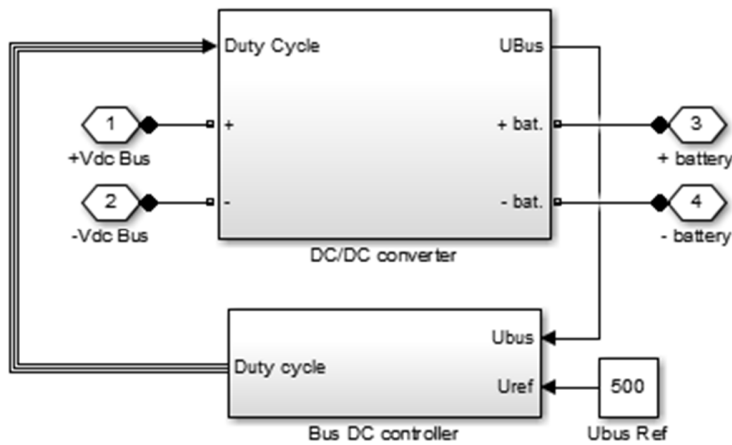 Duty Cycle UBus
1 + + bat. 3
+Vdc Bus + battery
2 - - bat. 4
-Vdc Bus - battery
DC/DC converter
Ubus
Duty cycle
Uref 500
Bus DC controller Ubus Ref